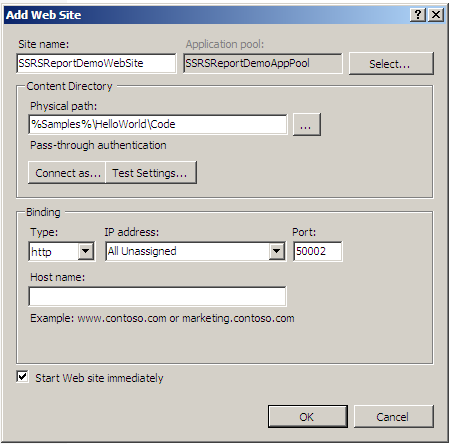 Add Web Site
Site name: Application pool:
SSRSReportDemoWebSite SSRSReportDemoAppPool Select...
Content Directory
Physical path:
%Samples%\HelloWorld\Code ...
Pass-through authentication
Connect as... Test Settings...
Binding
Type: IP address: Port:
http All Unassigned 50002
Host name:
Example: www.contoso.com or marketing.contoso.com
Start Web site immediately
OK Cancel